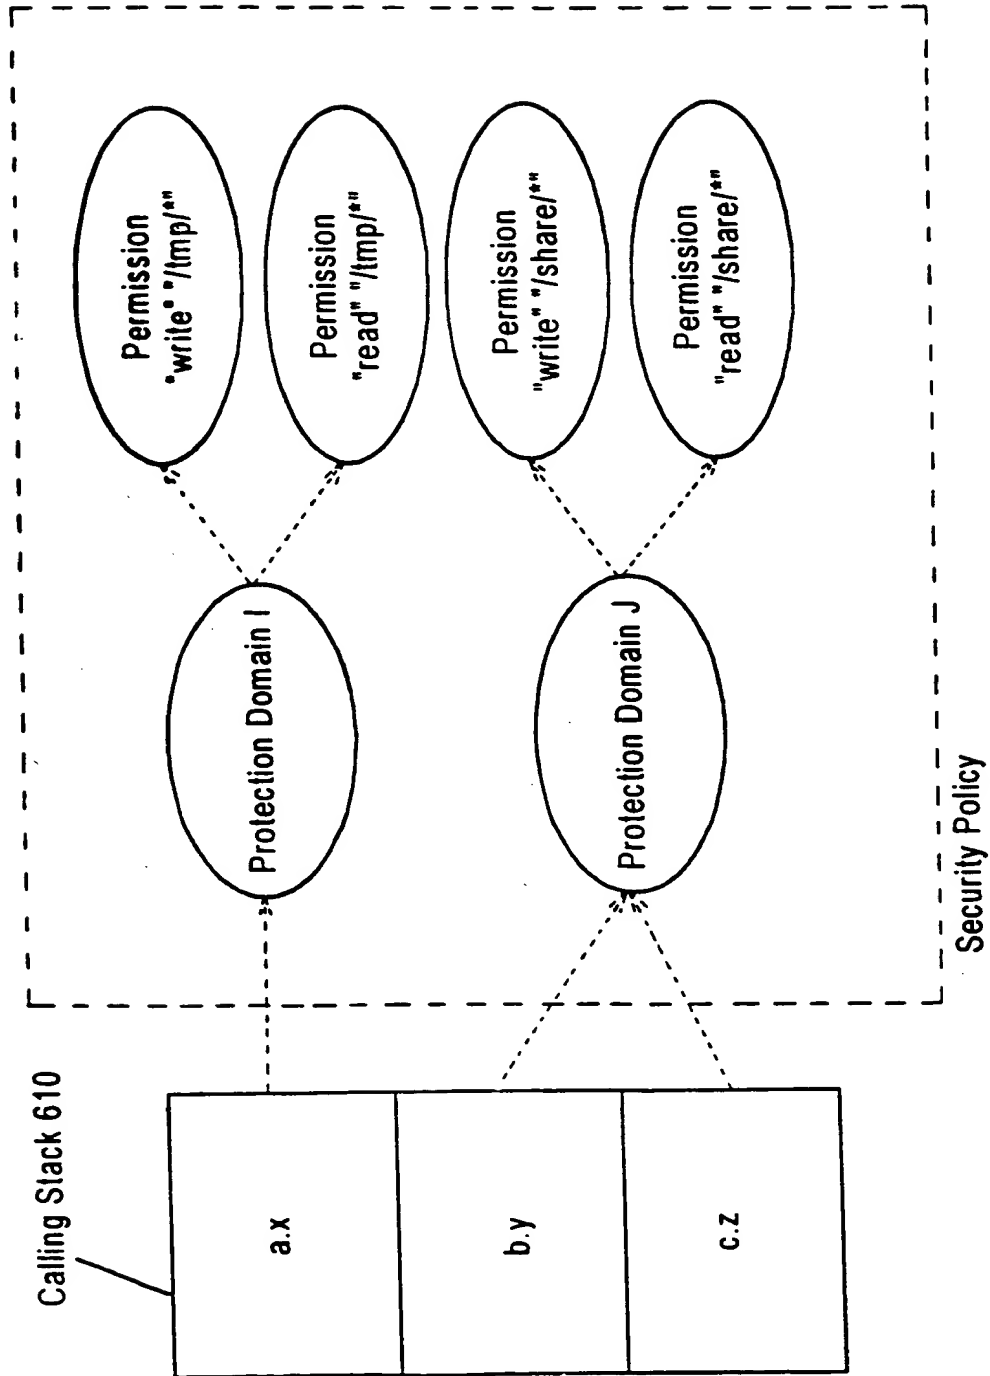 Calling Stack 610
a.x
b.y
c.z
Protection Domain I
Protection Domain J
Permission
"write" "/tmp/*"
Permission
"read" "/tmp/*"
Permission
"write" "/share/*"
Permission
"read" "/share/*"
Security Policy